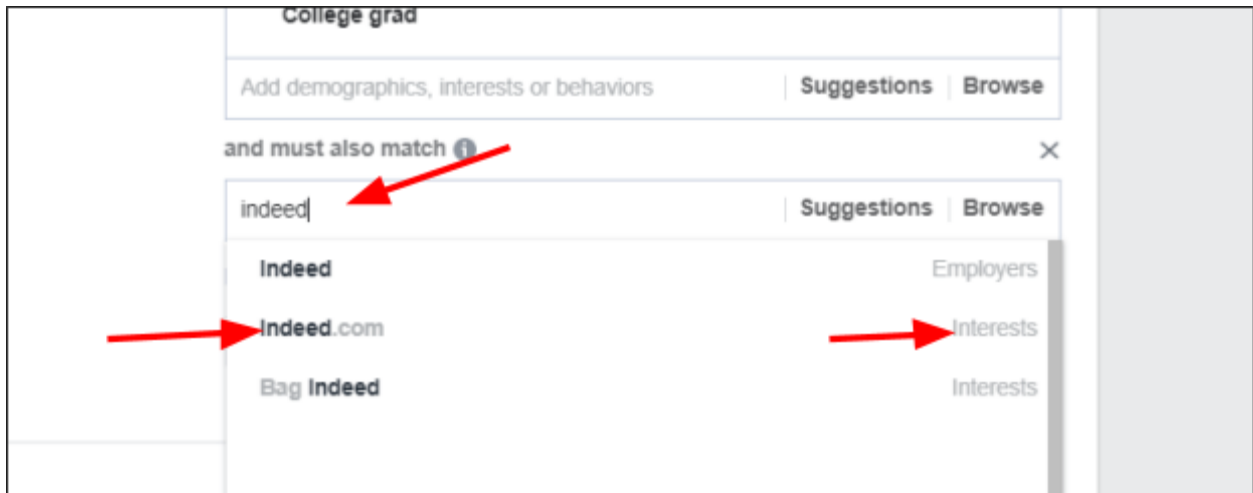 College grad
Add demographics, interests or behaviors Suggestions Browse
and must also match
indeed Suggestions Browse
Indeed Employers
Indeed.com Interests
Bag Indeed Interests